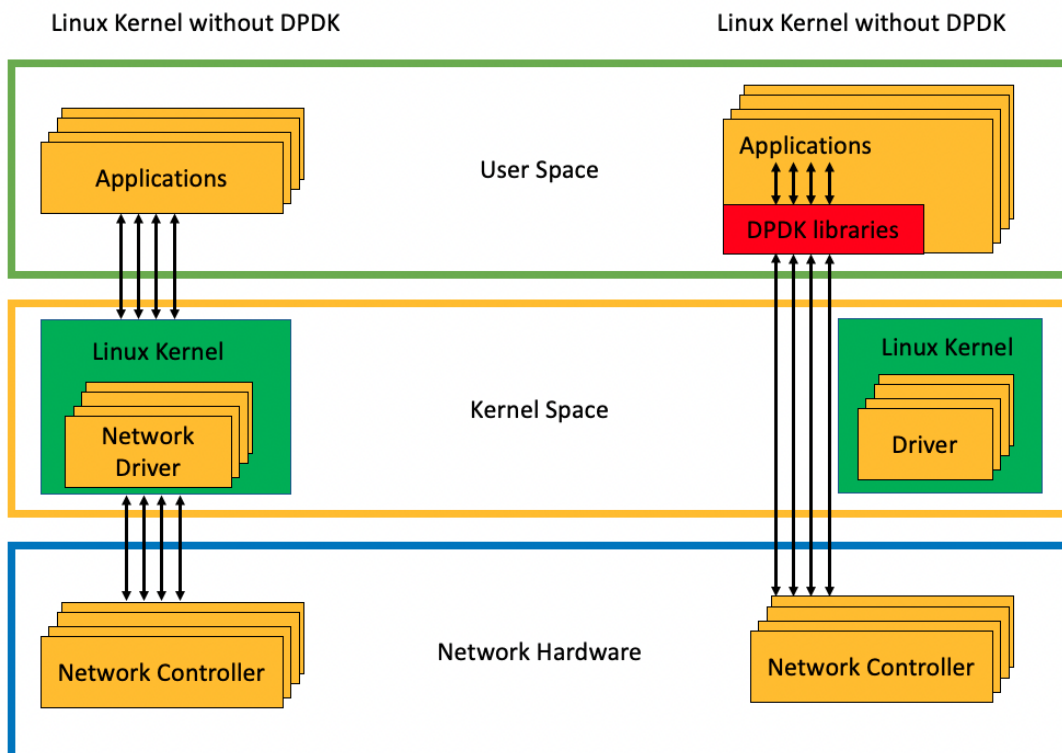 Linux Kernel without DPDK
Linux Kernel without DPDK
Applications
User Space
Applications
DPDK libraries
Linux Kernel
Network
Driver
Kernel Space
Linux Kernel
Driver
Network Controller
Network Hardware
Network Controller